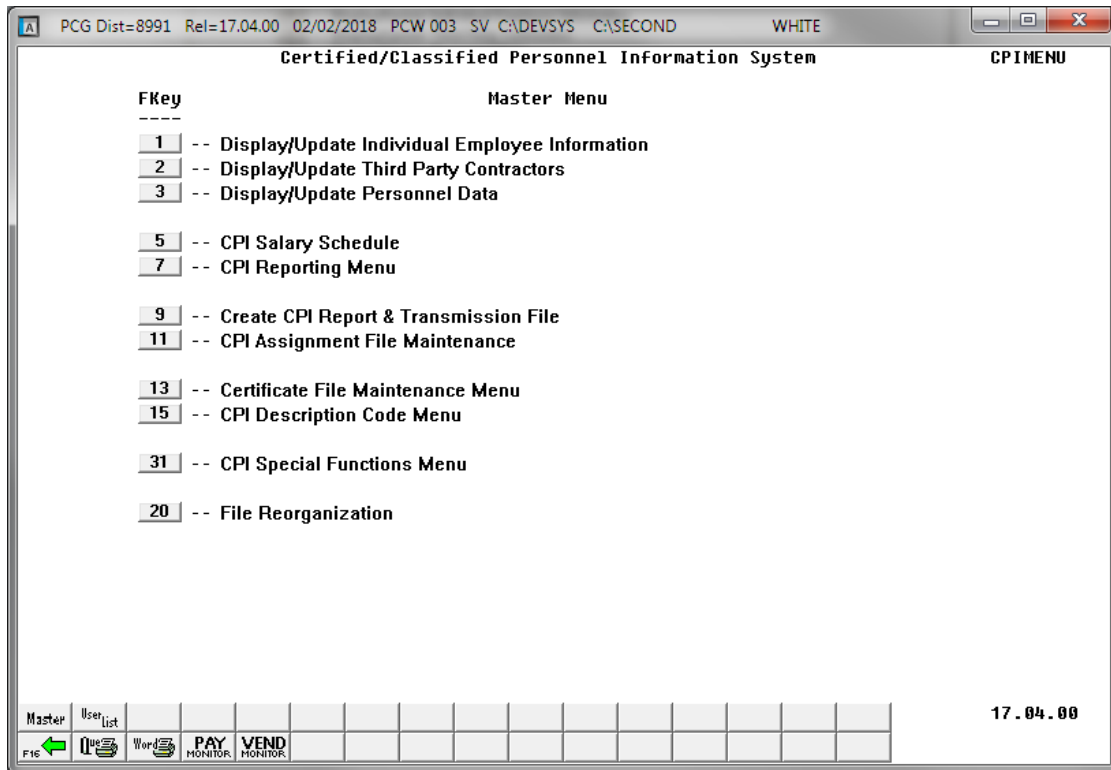 A PCG Dist=8991 Rel=17.04.00 02/02/2018 PCW 003 SV C:\DEVSYS C:\SECOND WHITE
Certified/Classified Personnel Information System CPIMENU
FKey Master Menu
----
1 -- Display/Update Individual Employee Information
2 -- Display/Update Third Party Contractors
3 -- Display/Update Personnel Data
5 -- CPI Salary Schedule
7 -- CPI Reporting Menu
9 -- Create CPI Report & Transmission File
11 -- CPI Assignment File Maintenance
13 -- Certificate File Maintenance Menu
15 -- CPI Description Code Menu
31 -- CPI Special Functions Menu
20 -- File Reorganization
Master User List 17.04.00
F16 Que Word PAY MONITOR VEND MONITOR